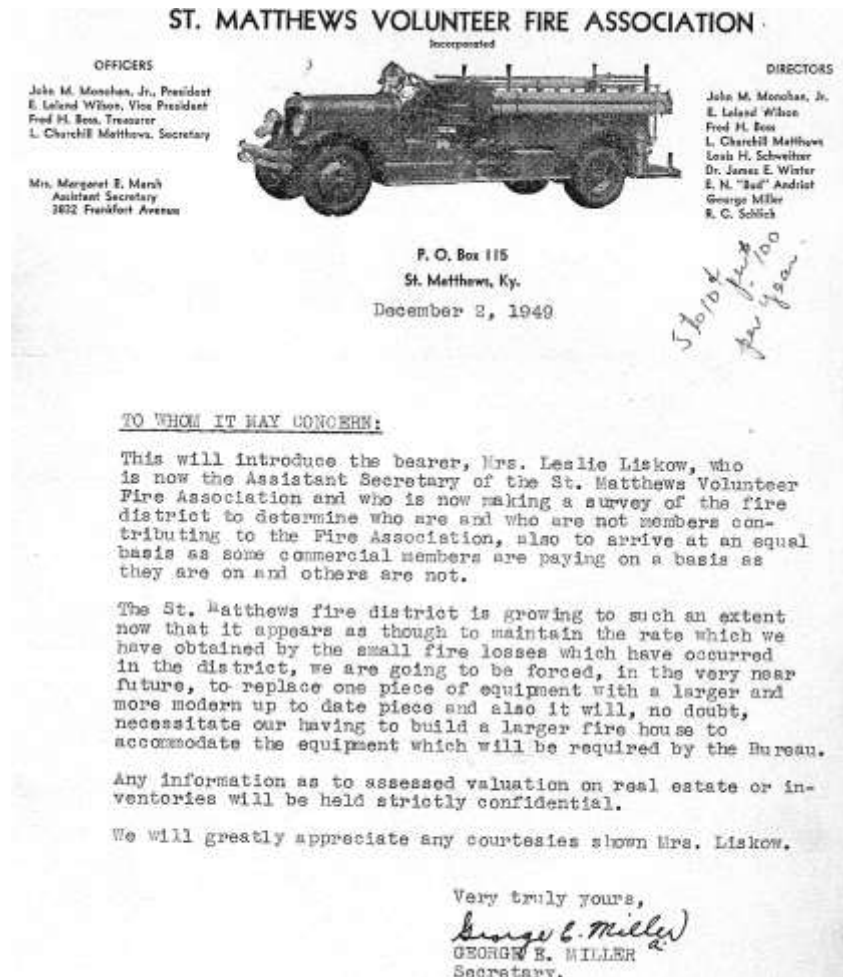 ST. MATTHEWS VOLUNTEER FIRE ASSOCIATION
Incorporated
OFFICERS
John M. Monohan, Jr., President
E. Leland Wilson, Vice President
Fred H. Boss, Treasurer
L. Churchill Matthews, Secretary
Mrs. Margaret E. Marsh
Assistant Secretary
3832 Frankfort Avenue
DIRECTORS
John M. Monohan, Jr.
E. Leland Wilson
Fred H. Boss
L. Churchill Matthews
Louis H. Schweitzer
Dr. James E. Winter
E. N. "Bud" Andriot
George Miller
R. C. Schlich
P. O. Box 115
St. Matthews, Ky.
December 2, 1949
5 to 10¢
per 100
per year
TO WHOM IT MAY CONCERN:
This will introduce the bearer, Mrs. Leslie Liskow, who
is now the Assistant Secretary of the St. Matthews Volunteer
Fire Association and who is now making a survey of the fire
district to determine who are and who are not members con-
tributing to the Fire Association, also to arrive at an equal
basis as some commercial members are paying on a basis as
they are on and others are not.
The St. Matthews fire district is growing to such an extent
now that it appears as though to maintain the rate which we
have obtained by the small fire losses which have occurred
in the district, we are going to be forced, in the very near
future, to replace one piece of equipment with a larger and
more modern up to date piece and also it will, no doubt,
necessitate our having to build a larger fire house to
accommodate the equipment which will be required by the Bureau.
Any information as to assessed valuation on real estate or in-
ventories will be held strictly confidential.
We will greatly appreciate any courtesies shown Mrs. Liskow.
Very truly yours,
George E. Miller
GEORGE E. MILLER
Secretary.